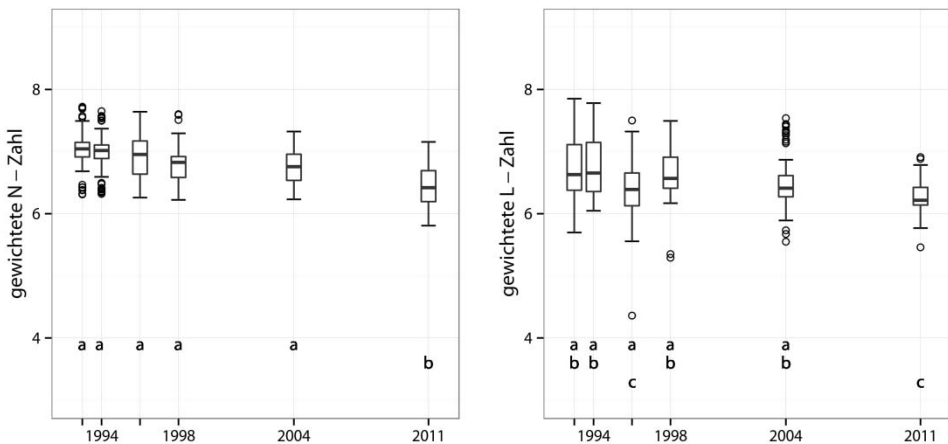 gewichtete N – Zahl
8
6
4
a a a a a
b
1994 1998 2004 2011
gewichtete L – Zahl
8
6
4
a a a a a
b b b b
c c
1994 1998 2004 2011